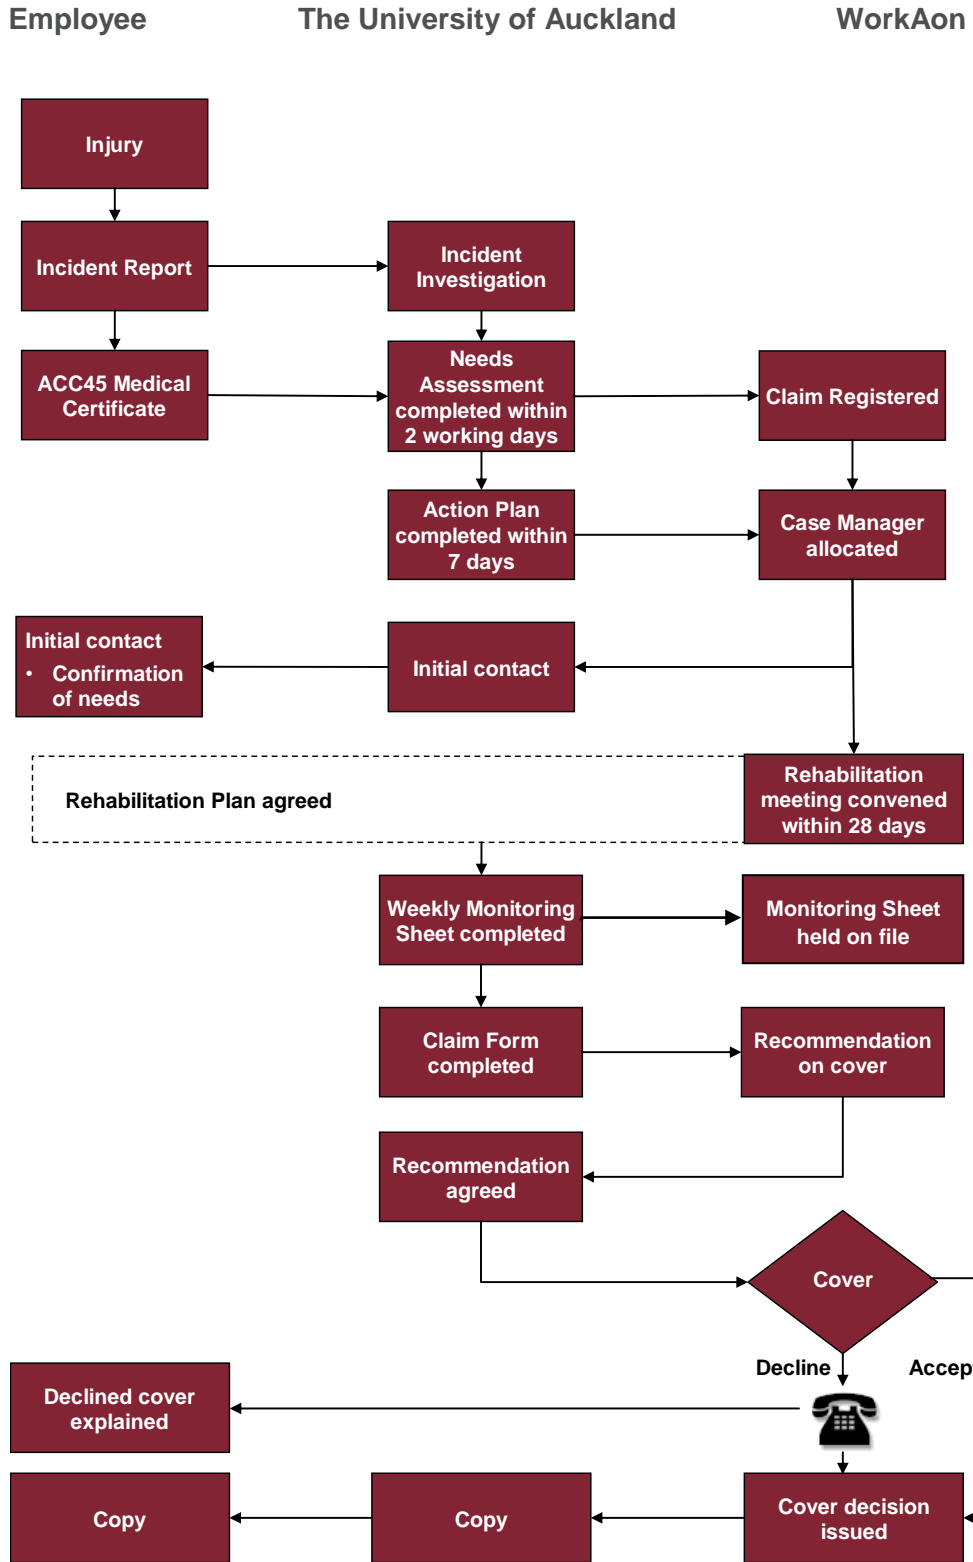 Employee
The University of Auckland
WorkAon
Injury
Incident Report
Incident
Investigation
ACC45 Medical
Certificate
Needs
Assessment
completed within
2 working days
Claim Registered
Action Plan
completed within
7 days
Case Manager
allocated
Initial contact
• Confirmation
of needs
Initial contact
Rehabilitation Plan agreed
Rehabilitation
meeting convened
within 28 days
Weekly Monitoring
Sheet completed
Monitoring Sheet
held on file
Claim Form
completed
Recommendation
on cover
Recommendation
agreed
Cover
Decline
Accep
Declined cover
explained
Copy
Copy
Cover decision
issued